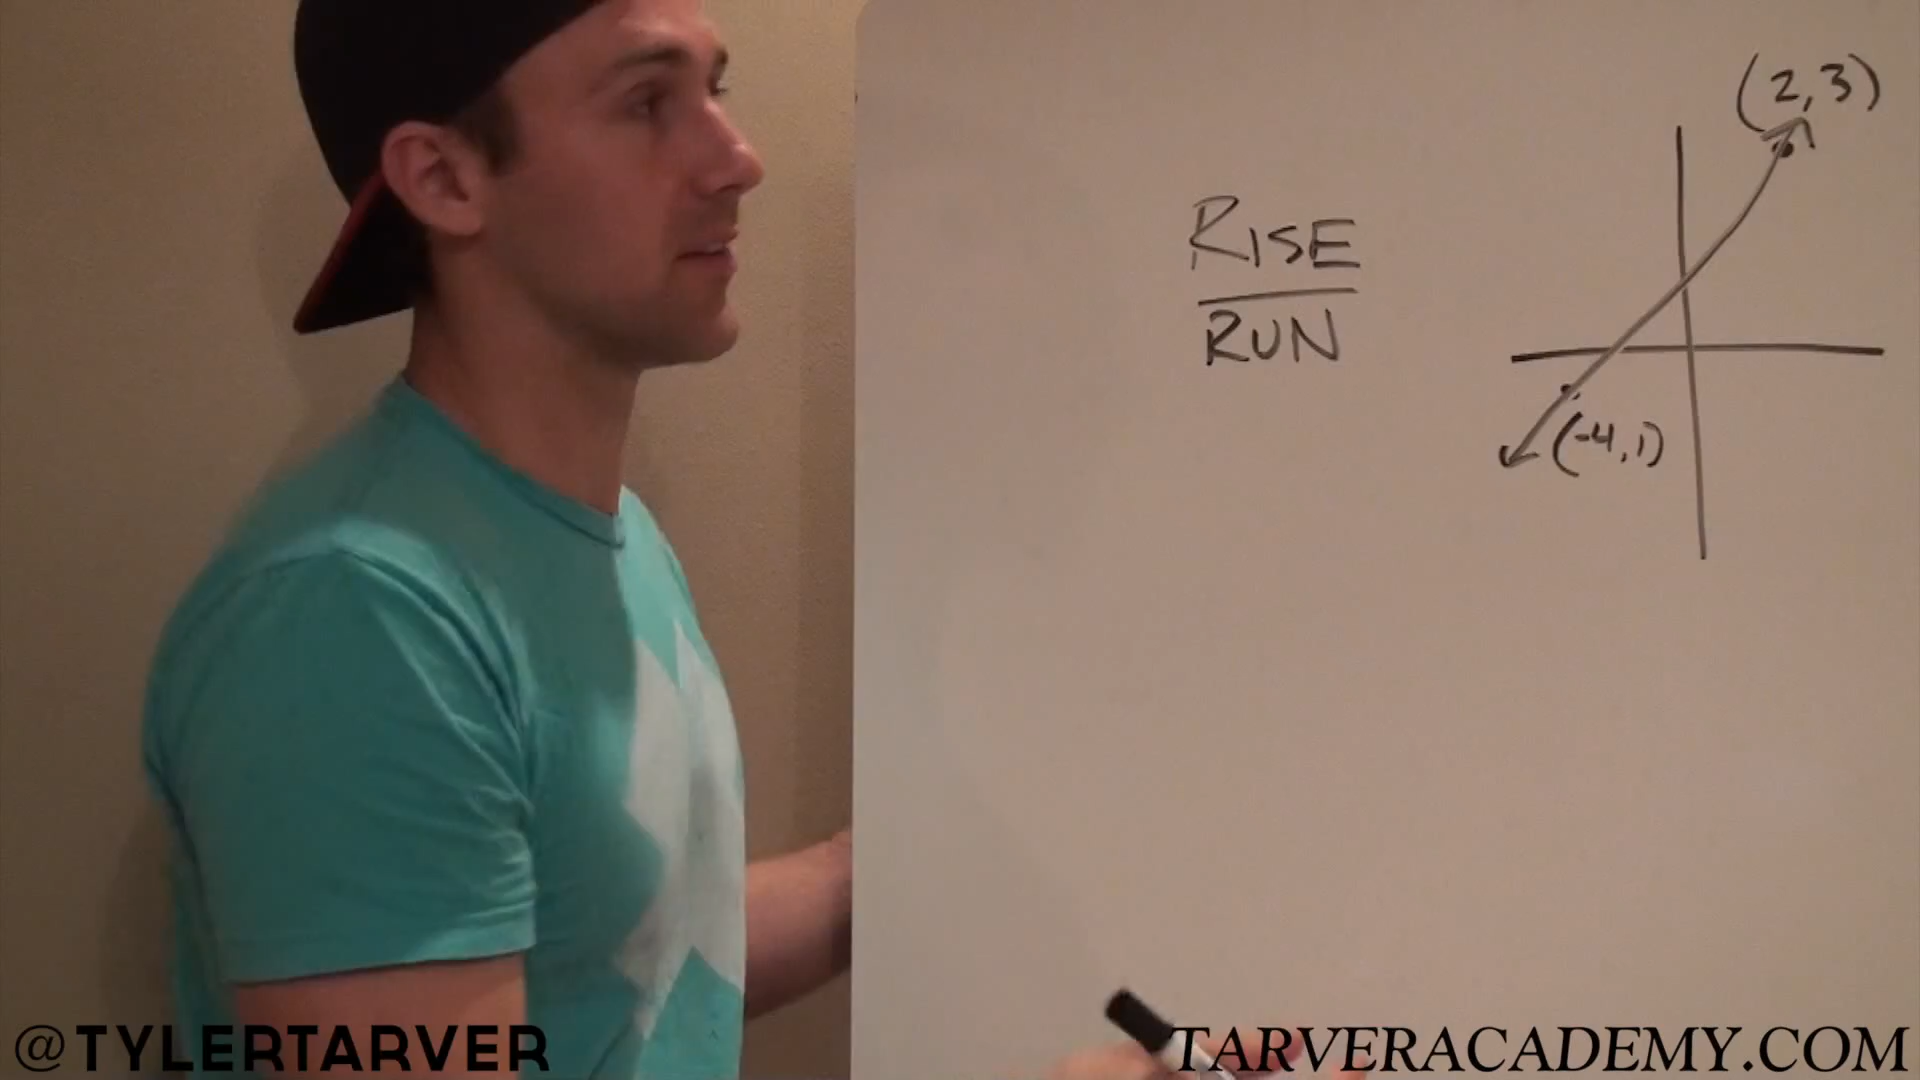 (2,3)
RISE
RUN
(-4,1)
@TYLERTARVER
TARVERACADEMY.COM